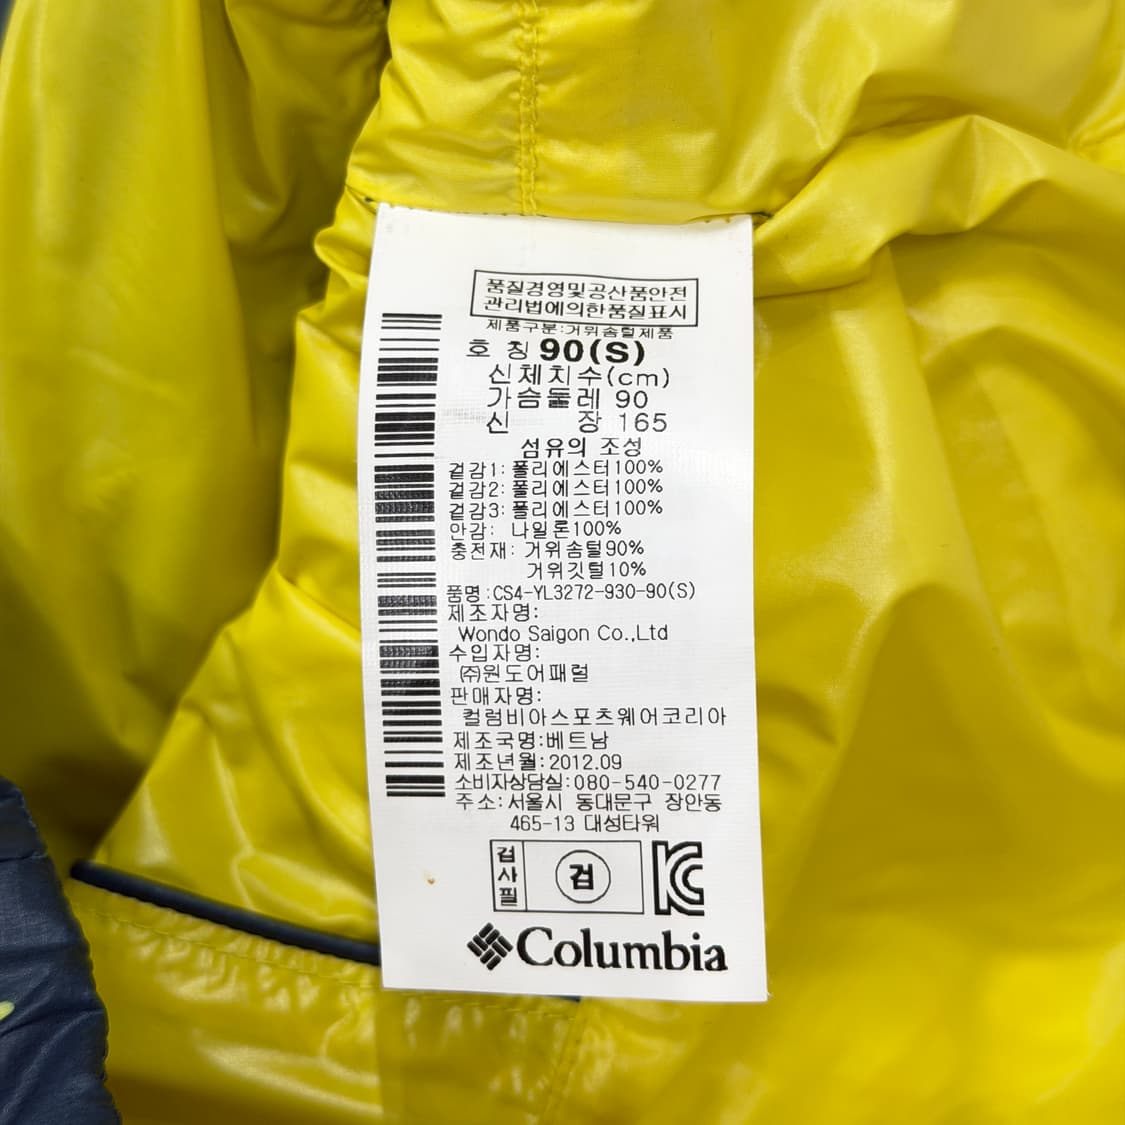 품질경영및공산품안전
관리법에의한품질표시
제품구분:거위솜털제품
호 칭 90(S)
신체치수(cm)
가슴둘레 90
신 장 165
섬유의 조성
겉감1: 폴리에스터100%
겉감2: 폴리에스터100%
겉감3: 폴리에스터100%
안감: 나일론100%
충전재: 거위솜털90%
거위깃털10%
품명:CS4-YL3272-930-90(S)
제조자명:
Wondo Saigon Co.,Ltd
수입자명:
㈜원도어패럴
판매자명:
컬럼비아스포츠웨어코리아
제조국명:베트남
제조년월:2012.09
소비자상담실:080-540-0277
주소:서울시 동대문구 장안동
465-13 대성타워
검사필
검
KC
Columbia